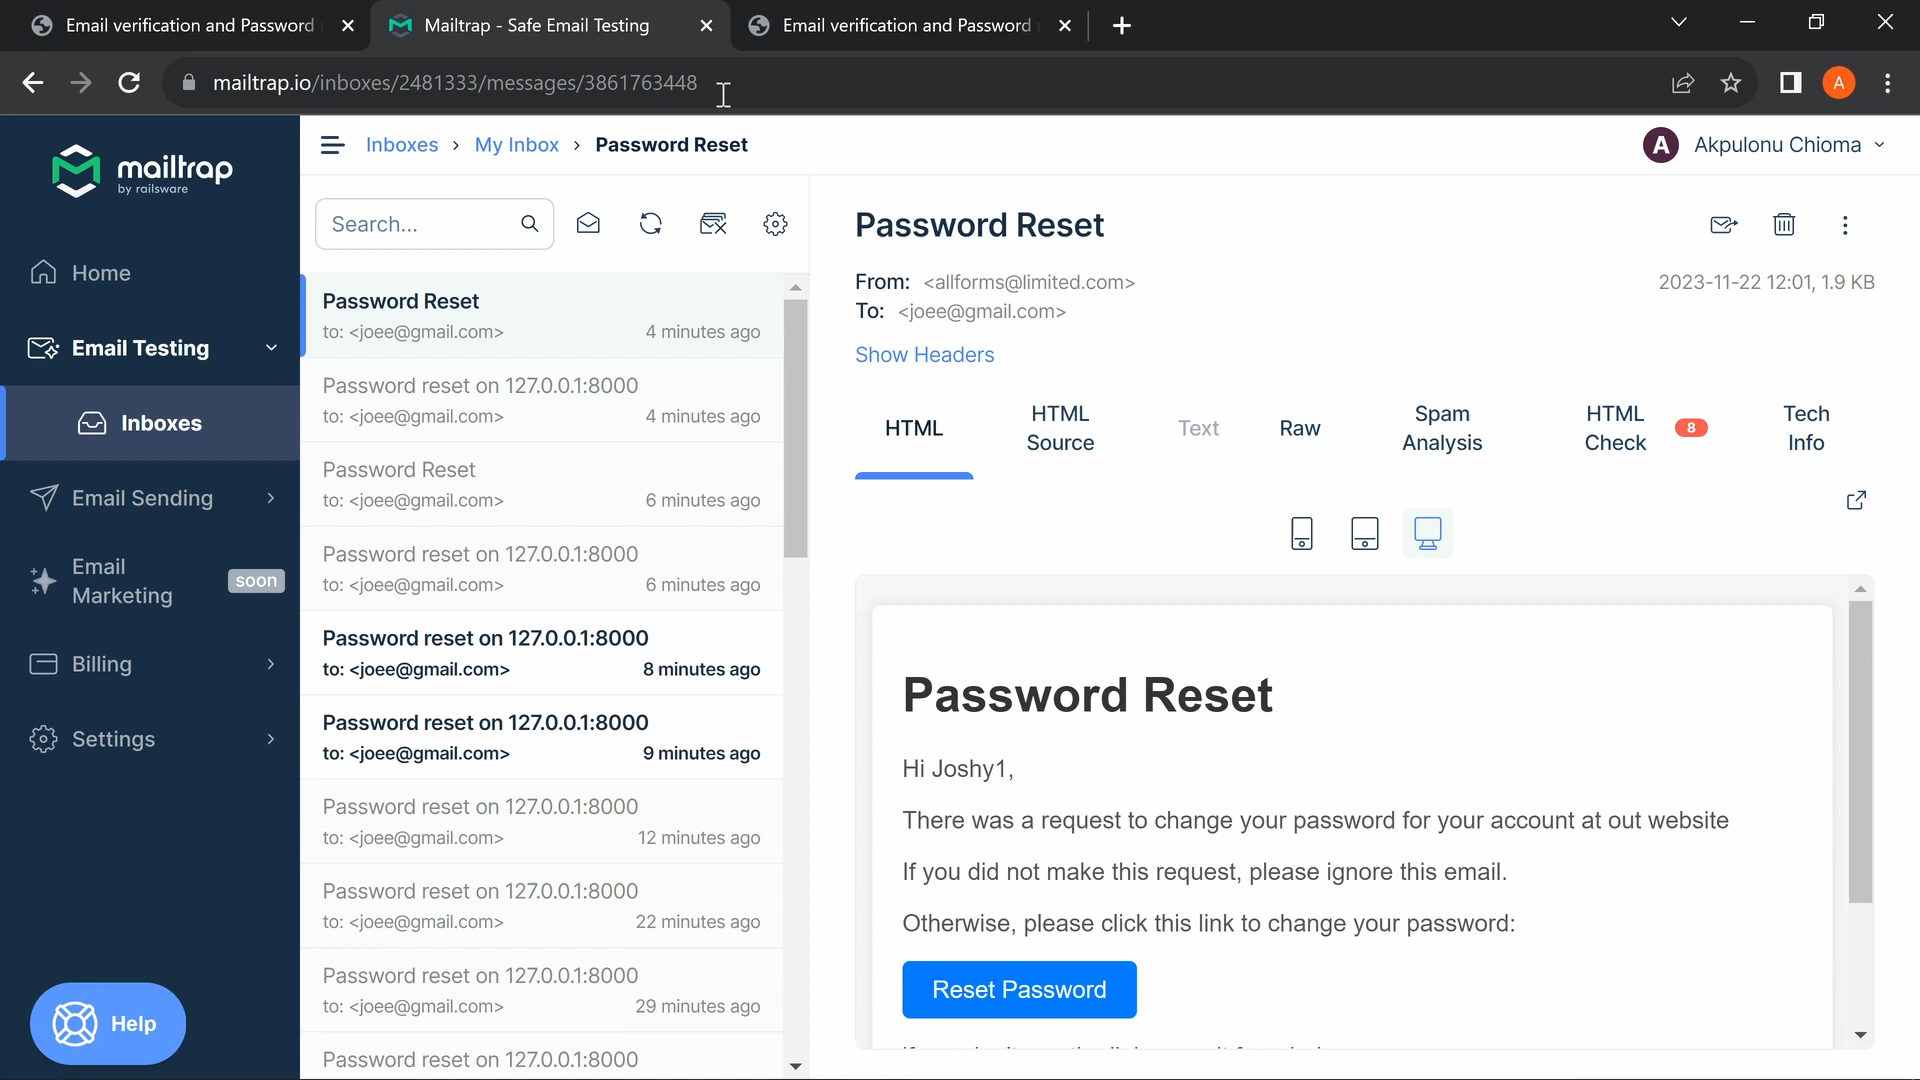 Email verification and Password
Mailtrap - Safe Email Testing
Email verification and Password
mailtrap.io/inboxes/2481333/messages/3861763448
A
mailtrap
by railsware
Home
Email Testing
Inboxes
Email Sending
Email
Marketing
soon
Billing
Settings
Help
Inboxes › My Inbox › Password Reset
A Akpulonu Chioma
Search...
Password Reset
to: <joee@gmail.com> 4 minutes ago
Password reset on 127.0.0.1:8000
to: <joee@gmail.com> 4 minutes ago
Password Reset
to: <joee@gmail.com> 6 minutes ago
Password reset on 127.0.0.1:8000
to: <joee@gmail.com> 6 minutes ago
Password reset on 127.0.0.1:8000
to: <joee@gmail.com> 8 minutes ago
Password reset on 127.0.0.1:8000
to: <joee@gmail.com> 9 minutes ago
Password reset on 127.0.0.1:8000
to: <joee@gmail.com> 12 minutes ago
Password reset on 127.0.0.1:8000
to: <joee@gmail.com> 22 minutes ago
Password reset on 127.0.0.1:8000
to: <joee@gmail.com> 29 minutes ago
Password reset on 127.0.0.1:8000
Password Reset
From: <allforms@limited.com> 2023-11-22 12:01, 1.9 KB
To: <joee@gmail.com>
Show Headers
HTML
HTML
Source
Text
Raw
Spam
Analysis
HTML
Check
8
Tech
Info
Password Reset
Hi Joshy1,
There was a request to change your password for your account at out website
If you did not make this request, please ignore this email.
Otherwise, please click this link to change your password:
Reset Password